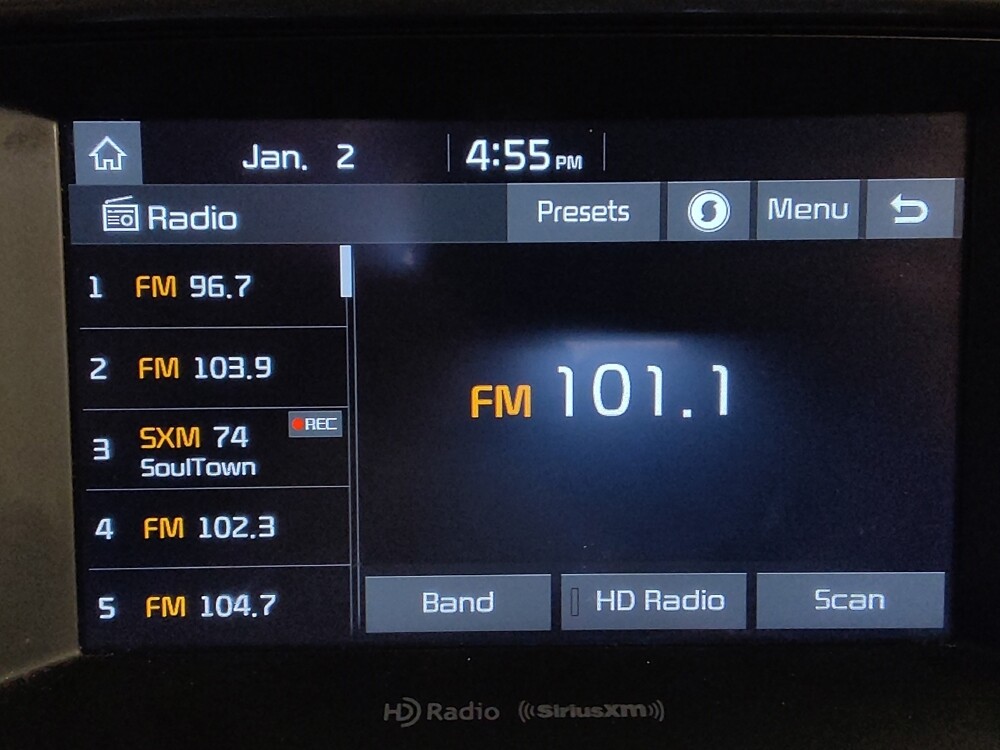 Jan. 2 4:55 PM
Radio Presets Menu
1 FM 96.7
2 FM 103.9
3 SXM 74 REC
SoulTown
4 FM 102.3
5 FM 104.7
FM 101.1
Band HD Radio Scan
HD Radio ((SiriusXM))